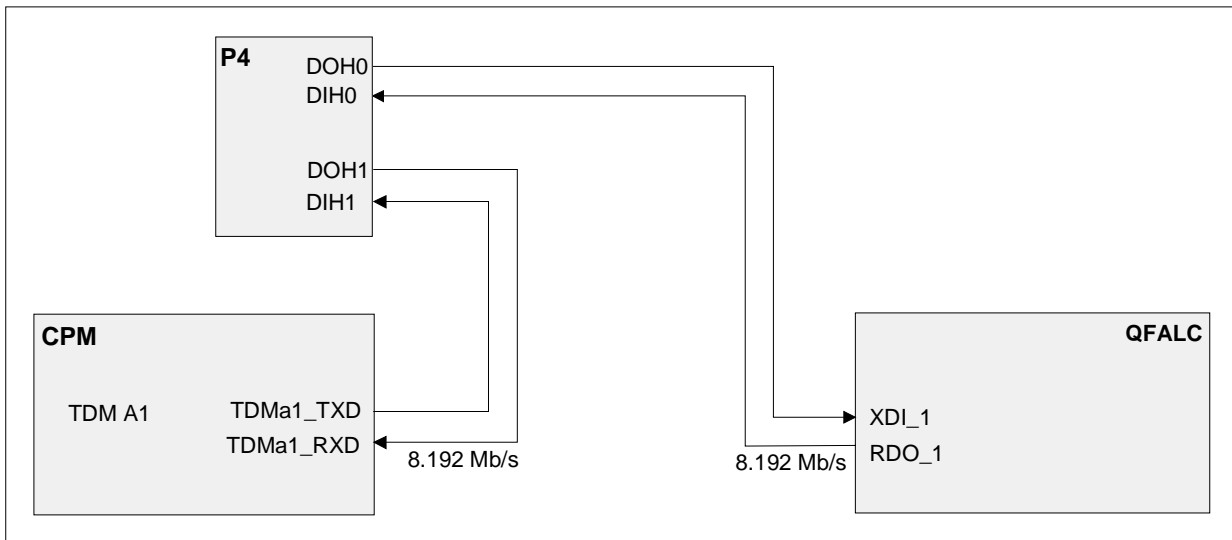 P4
DOH0
DIH0
DOH1
DIH1
CPM
TDM A1
TDMa1_TXD
TDMa1_RXD
8.192 Mb/s
QFALC
XDI_1
RDO_1
8.192 Mb/s